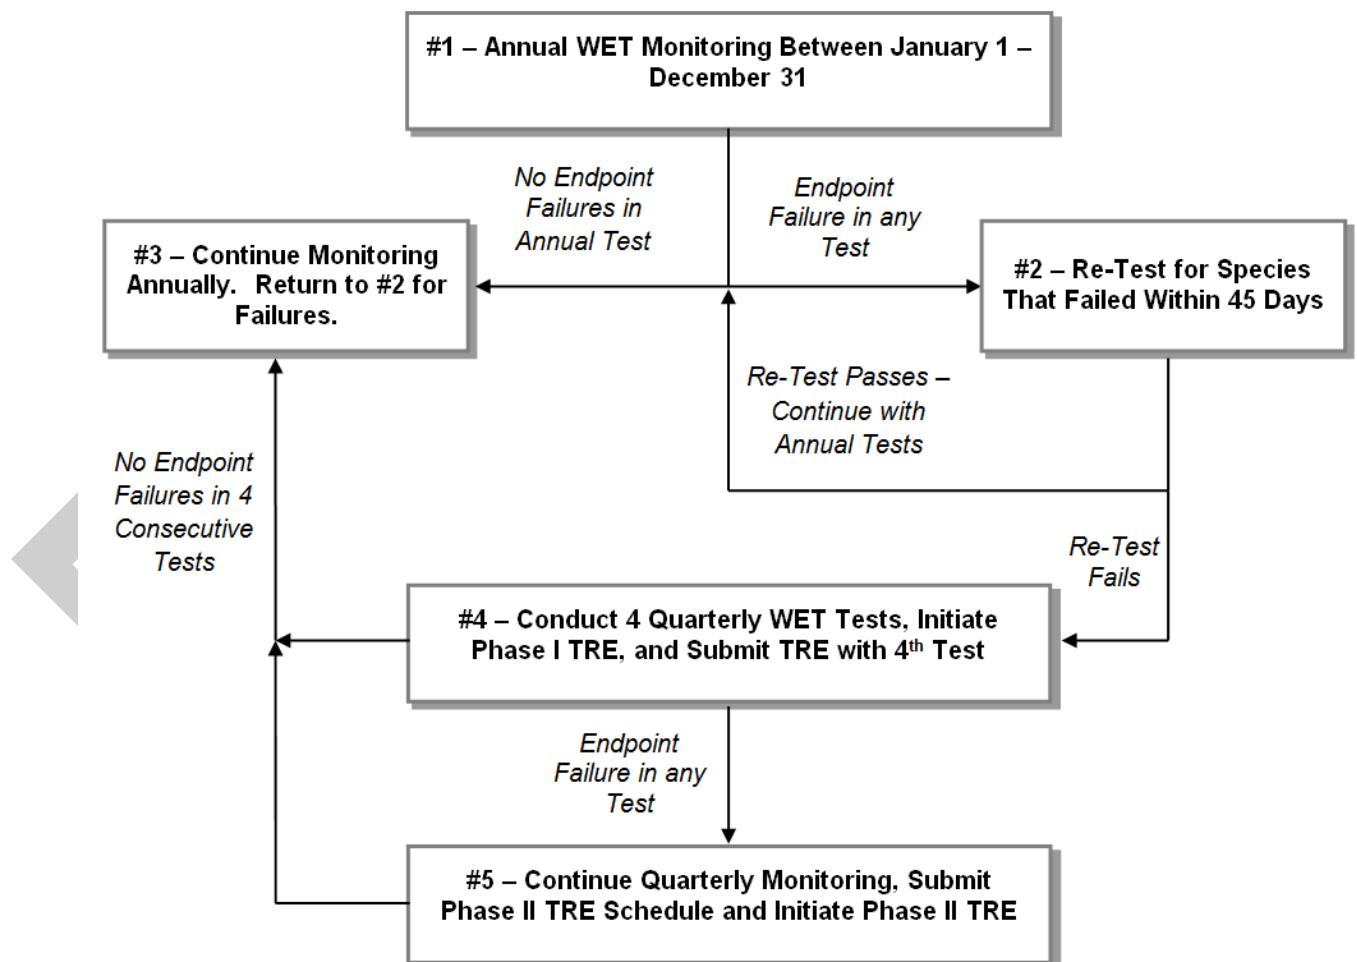 #1 – Annual WET Monitoring Between January 1 –
December 31
No Endpoint
Failures in
Annual Test
Endpoint
Failure in any
Test
#3 – Continue Monitoring
Annually.  Return to #2 for
Failures.
#2 – Re-Test for Species
That Failed Within 45 Days
Re-Test Passes –
Continue with
Annual Tests
No Endpoint
Failures in 4
Consecutive
Tests
Re-Test
Fails
#4 – Conduct 4 Quarterly WET Tests, Initiate
Phase I TRE, and Submit TRE with 4th Test
Endpoint
Failure in any
Test
#5 – Continue Quarterly Monitoring, Submit
Phase II TRE Schedule and Initiate Phase II TRE